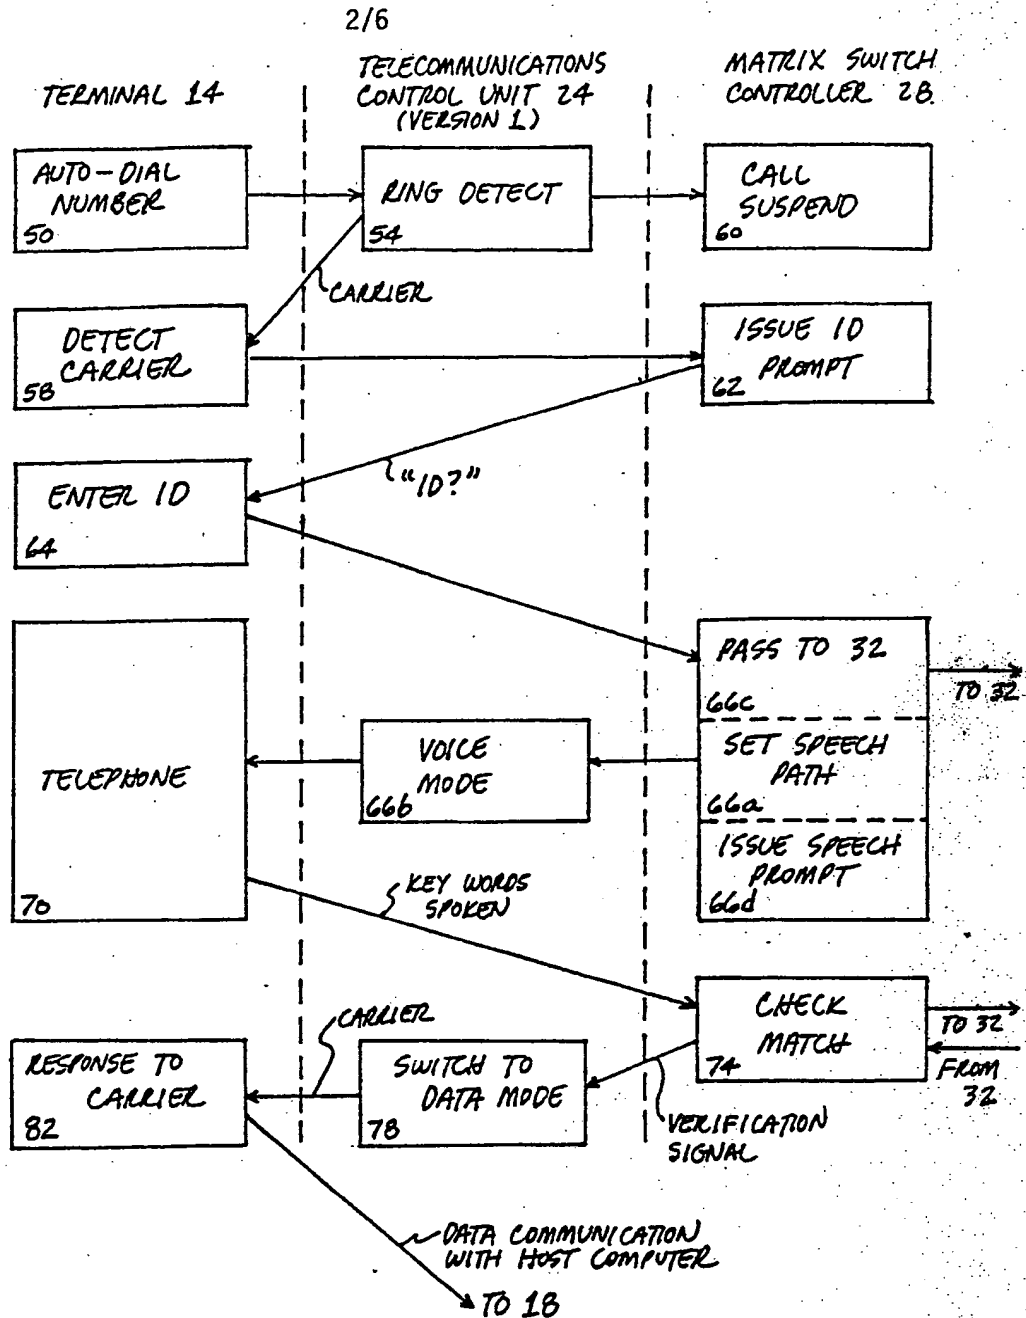 2/6
TERMINAL 14
TELECOMMUNICATIONS
CONTROL UNIT 24
(VERSION 1)
MATRIX SWITCH
CONTROLLER 28.
AUTO-DIAL
NUMBER
50
RING DETECT
54
CALL
SUSPEND
60
CARRIER
DETECT
CARRIER
58
ISSUE ID
PROMPT
62
"ID?"
ENTER ID
64
PASS TO 32
66c
TO 32
TELEPHONE
70
VOICE
MODE
66b
SET SPEECH
PATH
66a
ISSUE SPEECH
PROMPT
66d
KEY WORDS
SPOKEN
CHECK
MATCH
74
TO 32
FROM
32
CARRIER
RESPONSE TO
CARRIER
82
SWITCH TO
DATA MODE
78
VERIFICATION
SIGNAL
DATA COMMUNICATION
WITH HOST COMPUTER
TO 18